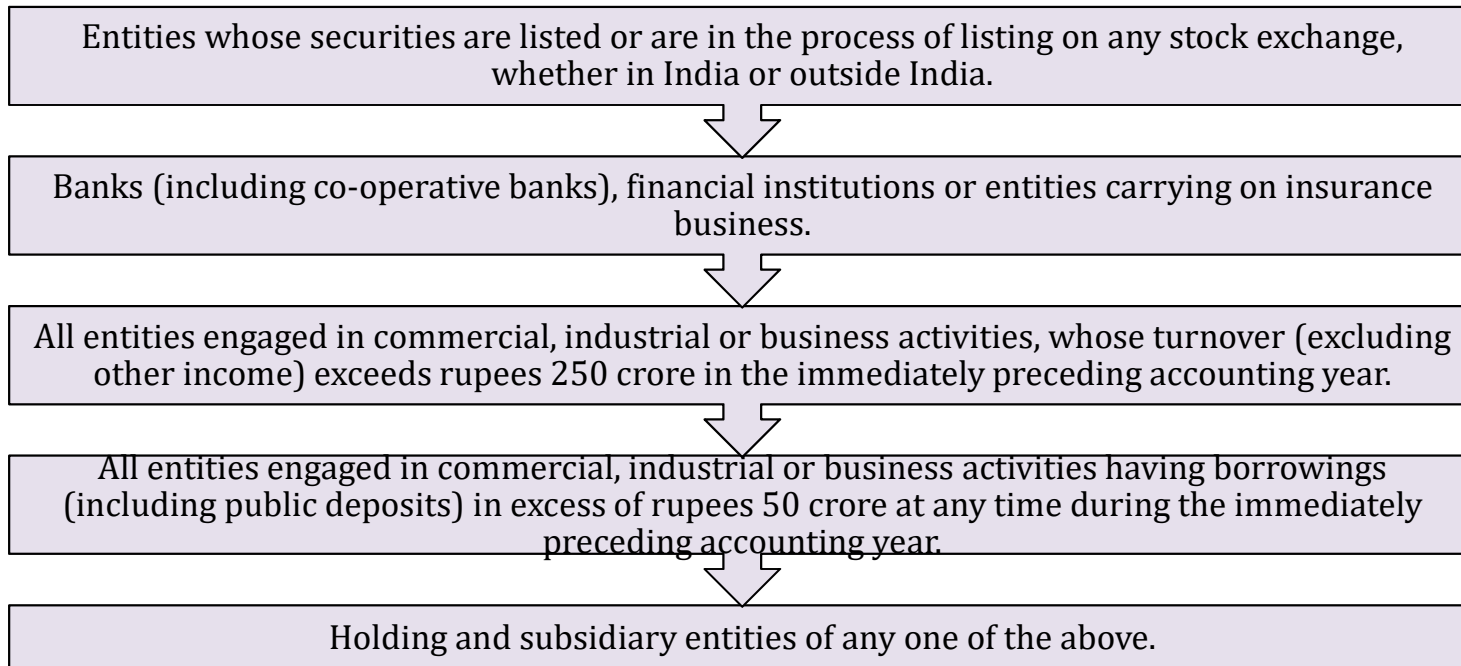 Entities whose securities are listed or are in the process of listing on any stock exchange,
whether in India or outside India.
Banks (including co-operative banks), financial institutions or entities carrying on insurance
business.
All entities engaged in commercial, industrial or business activities, whose turnover (excluding
other income) exceeds rupees 250 crore in the immediately preceding accounting year.
All entities engaged in commercial, industrial or business activities having borrowings
(including public deposits) in excess of rupees 50 crore at any time during the immediately
preceding accounting year.
Holding and subsidiary entities of any one of the above.